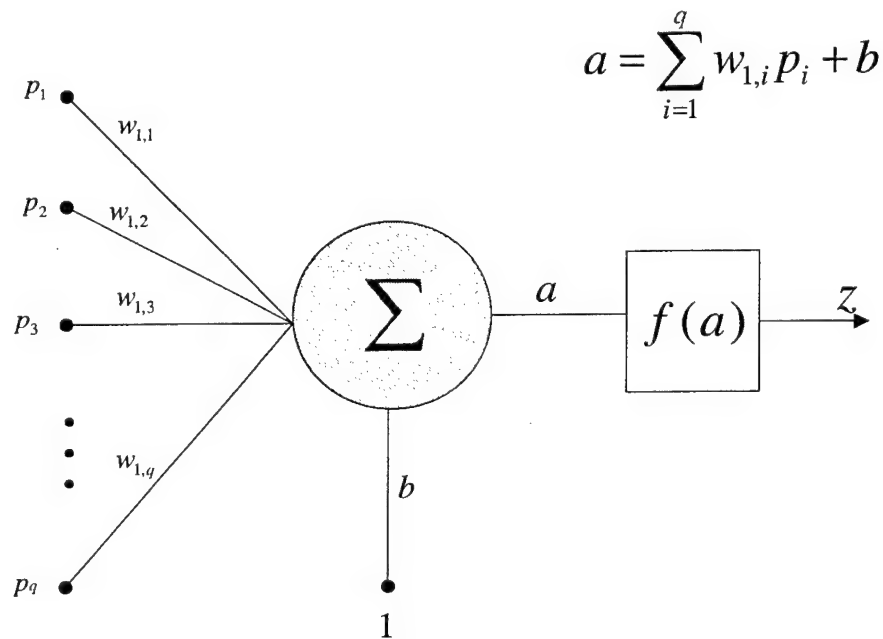 a = \sum_{i=1}^{q} w_{1,i} p_i + b
p_1
w_{1,1}
p_2
w_{1,2}
p_3
w_{1,3}
Σ
a
f(a)
z
w_{1,q}
b
p_q
1